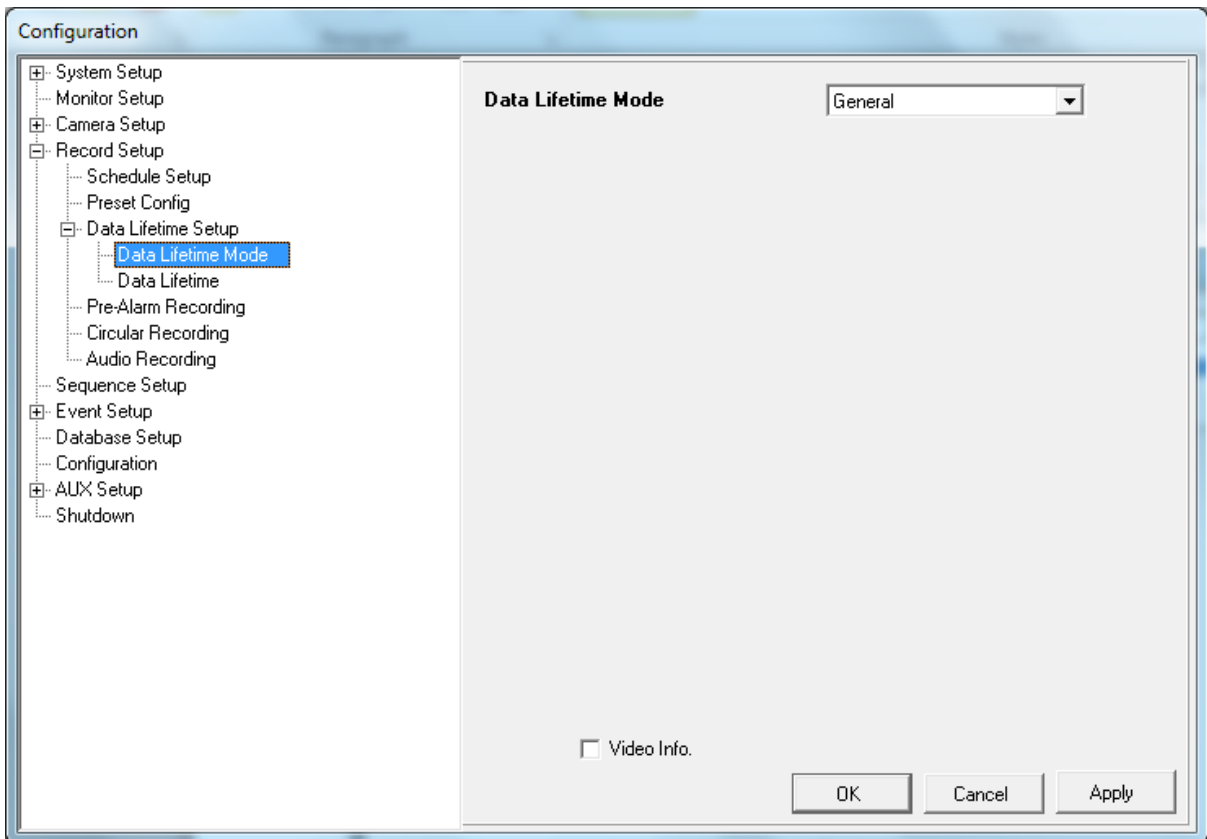 Configuration
System Setup
Monitor Setup
Camera Setup
Record Setup
Schedule Setup
Preset Config
Data Lifetime Setup
Data Lifetime Mode
Data Lifetime
Pre-Alarm Recording
Circular Recording
Audio Recording
Sequence Setup
Event Setup
Database Setup
Configuration
AUX Setup
Shutdown
Data Lifetime Mode
General
Video Info.
OK
Cancel
Apply